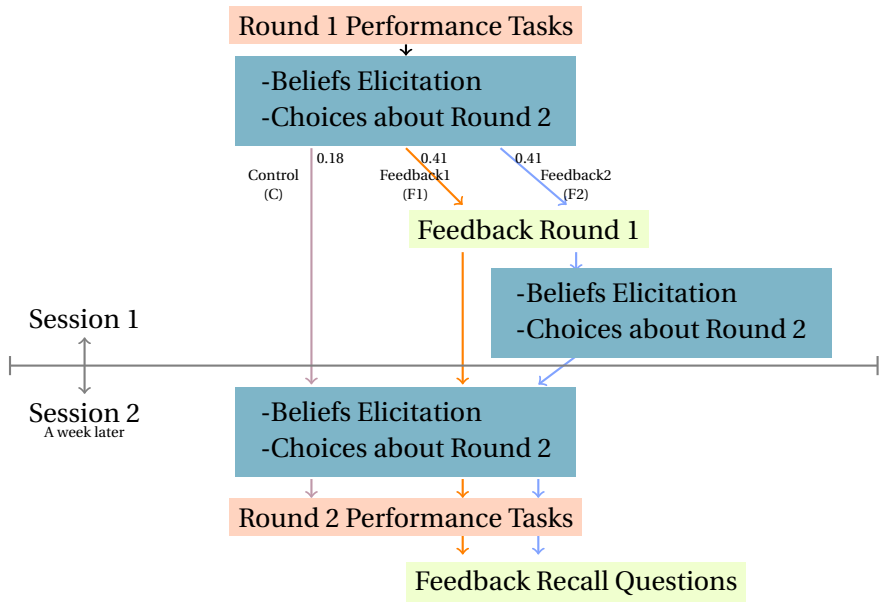 Round 1 Performance Tasks
-Beliefs Elicitation
-Choices about Round 2
0.18
0.41
0.41
Control
(C)
Feedback1
(F1)
Feedback2
(F2)
Feedback Round 1
-Beliefs Elicitation
-Choices about Round 2
Session 1
Session 2
A week later
-Beliefs Elicitation
-Choices about Round 2
Round 2 Performance Tasks
Feedback Recall Questions